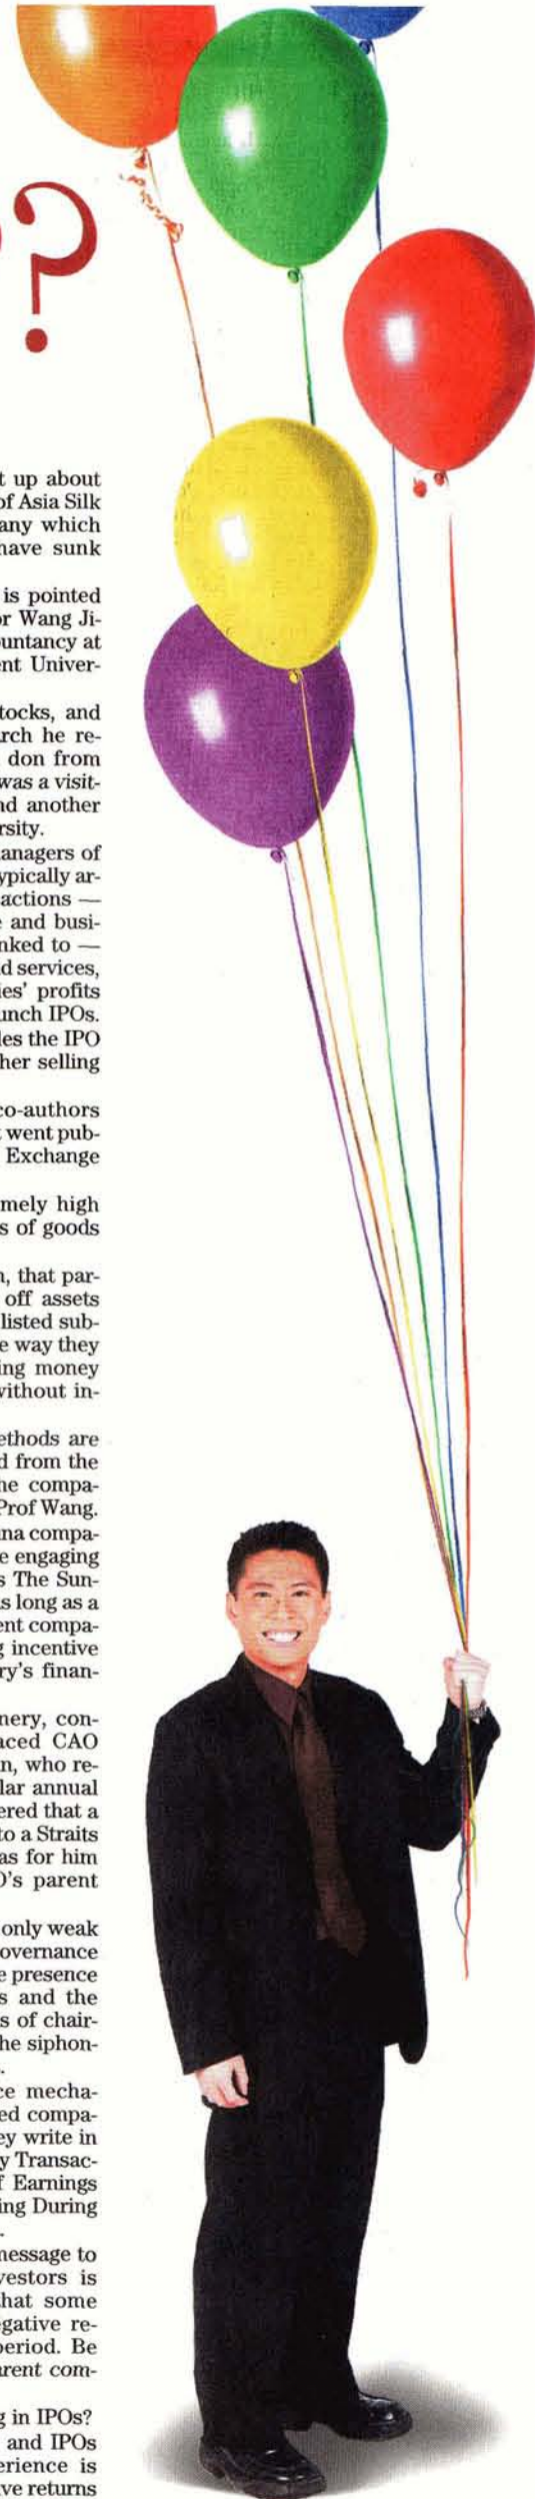 ?
t up about
of Asia Silk
any which
have sunk
is pointed
or Wang Ji-
untancy at
ent Univer-
tocks, and
rch he re-
don from
was a visit-
nd another
rsity.
anagers of
ypically ar-
actions —
e and busi-
nked to —
d services,
ies' profits
unch IPOs.
les the IPO
her selling
co-authors
t went pub-
Exchange
mely high
s of goods
n, that par-
off assets
listed sub-
e way they
ing money
without in-
ethods are
d from the
he compa-
Prof Wang.
ina compa-
e engaging
s The Sun-
as long as a
ent compa-
g incentive
ry's finan-
nery, con-
aced CAO
n, who re-
lar annual
ered that a
to a Straits
as for him
O's parent
only weak
overnance
e presence
s and the
s of chair-
he siphon-
.
ce mecha-
ed compa-
ey write in
y Transac-
f Earnings
ing During
.
message to
vestors is
hat some
egative re-
period. Be
arent com-
g in IPOs?
and IPOs
erience is
ive returns